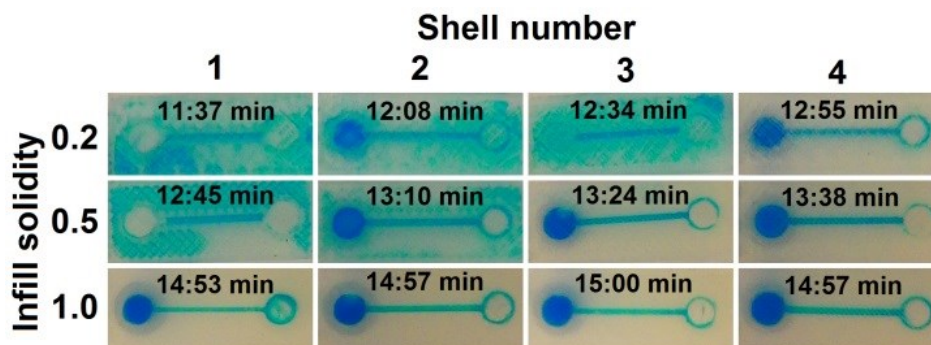 Shell number
1 2 3 4
Infill solidity
0.2 11:37 min 12:08 min 12:34 min 12:55 min
0.5 12:45 min 13:10 min 13:24 min 13:38 min
1.0 14:53 min 14:57 min 15:00 min 14:57 min